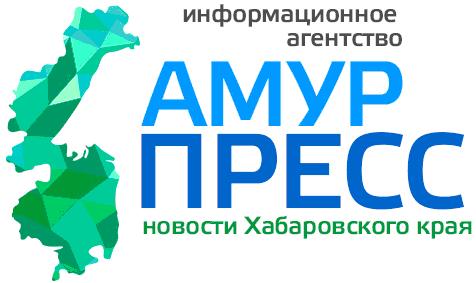 информационное
агентство
АМУР
ПРЕСС
новости Хабаровского края